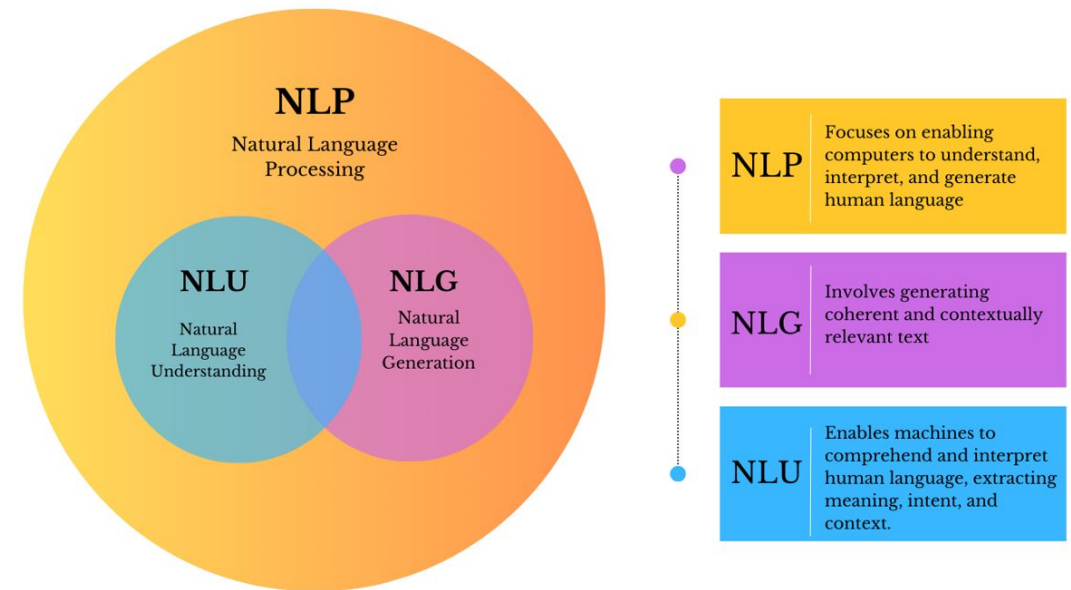 NLP
Natural Language
Processing
NLU
Natural
Language
Understanding
NLG
Natural
Language
Generation
NLP
Focuses on enabling
computers to understand,
interpret, and generate
human language
NLG
Involves generating
coherent and contextually
relevant text
NLU
Enables machines to
comprehend and interpret
human language, extracting
meaning, intent, and
context.